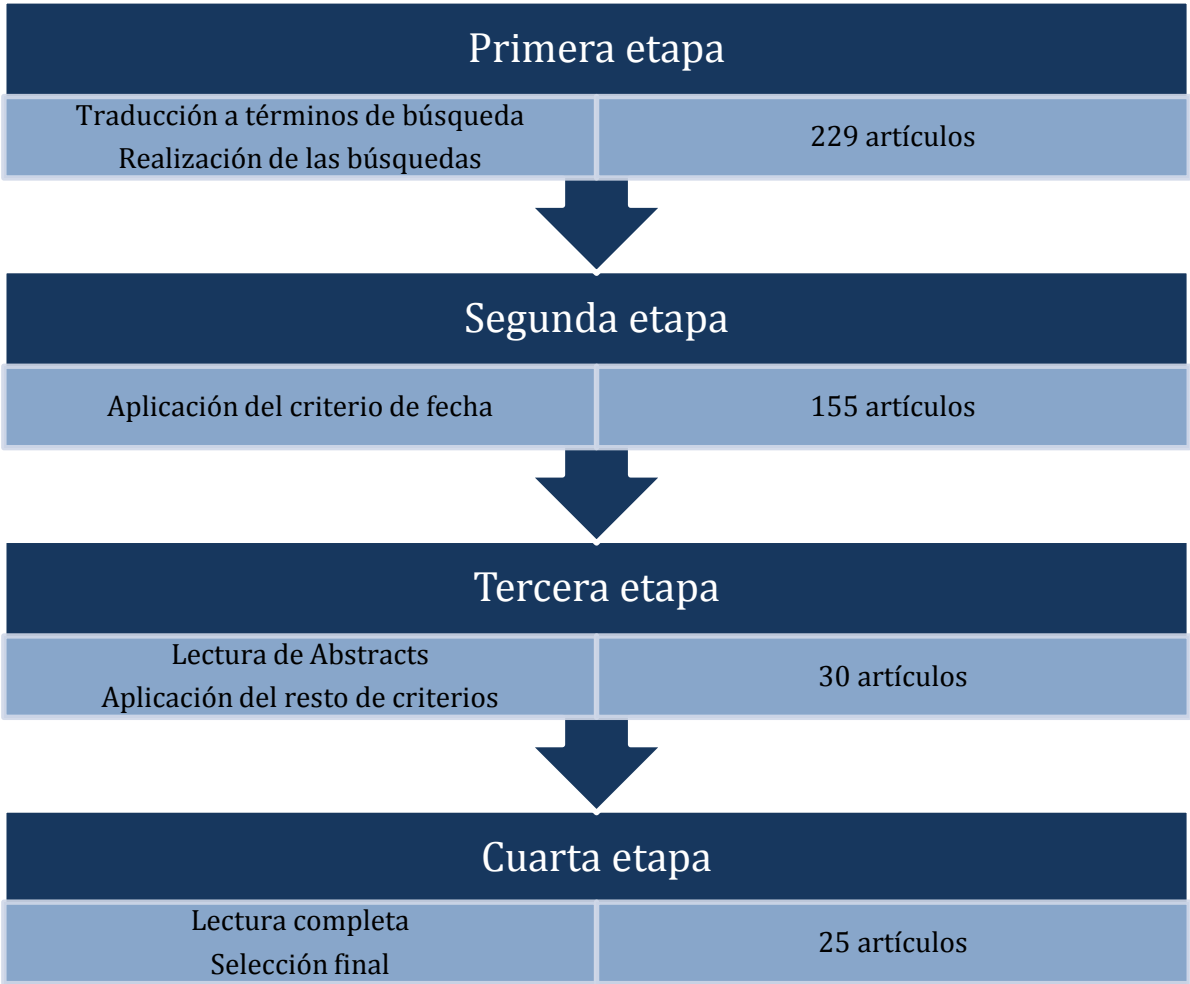 Primera etapa
Traducción a términos de búsqueda
Realización de las búsquedas
229 artículos
Segunda etapa
Aplicación del criterio de fecha
155 artículos
Tercera etapa
Lectura de Abstracts
Aplicación del resto de criterios
30 artículos
Cuarta etapa
Lectura completa
Selección final
25 artículos